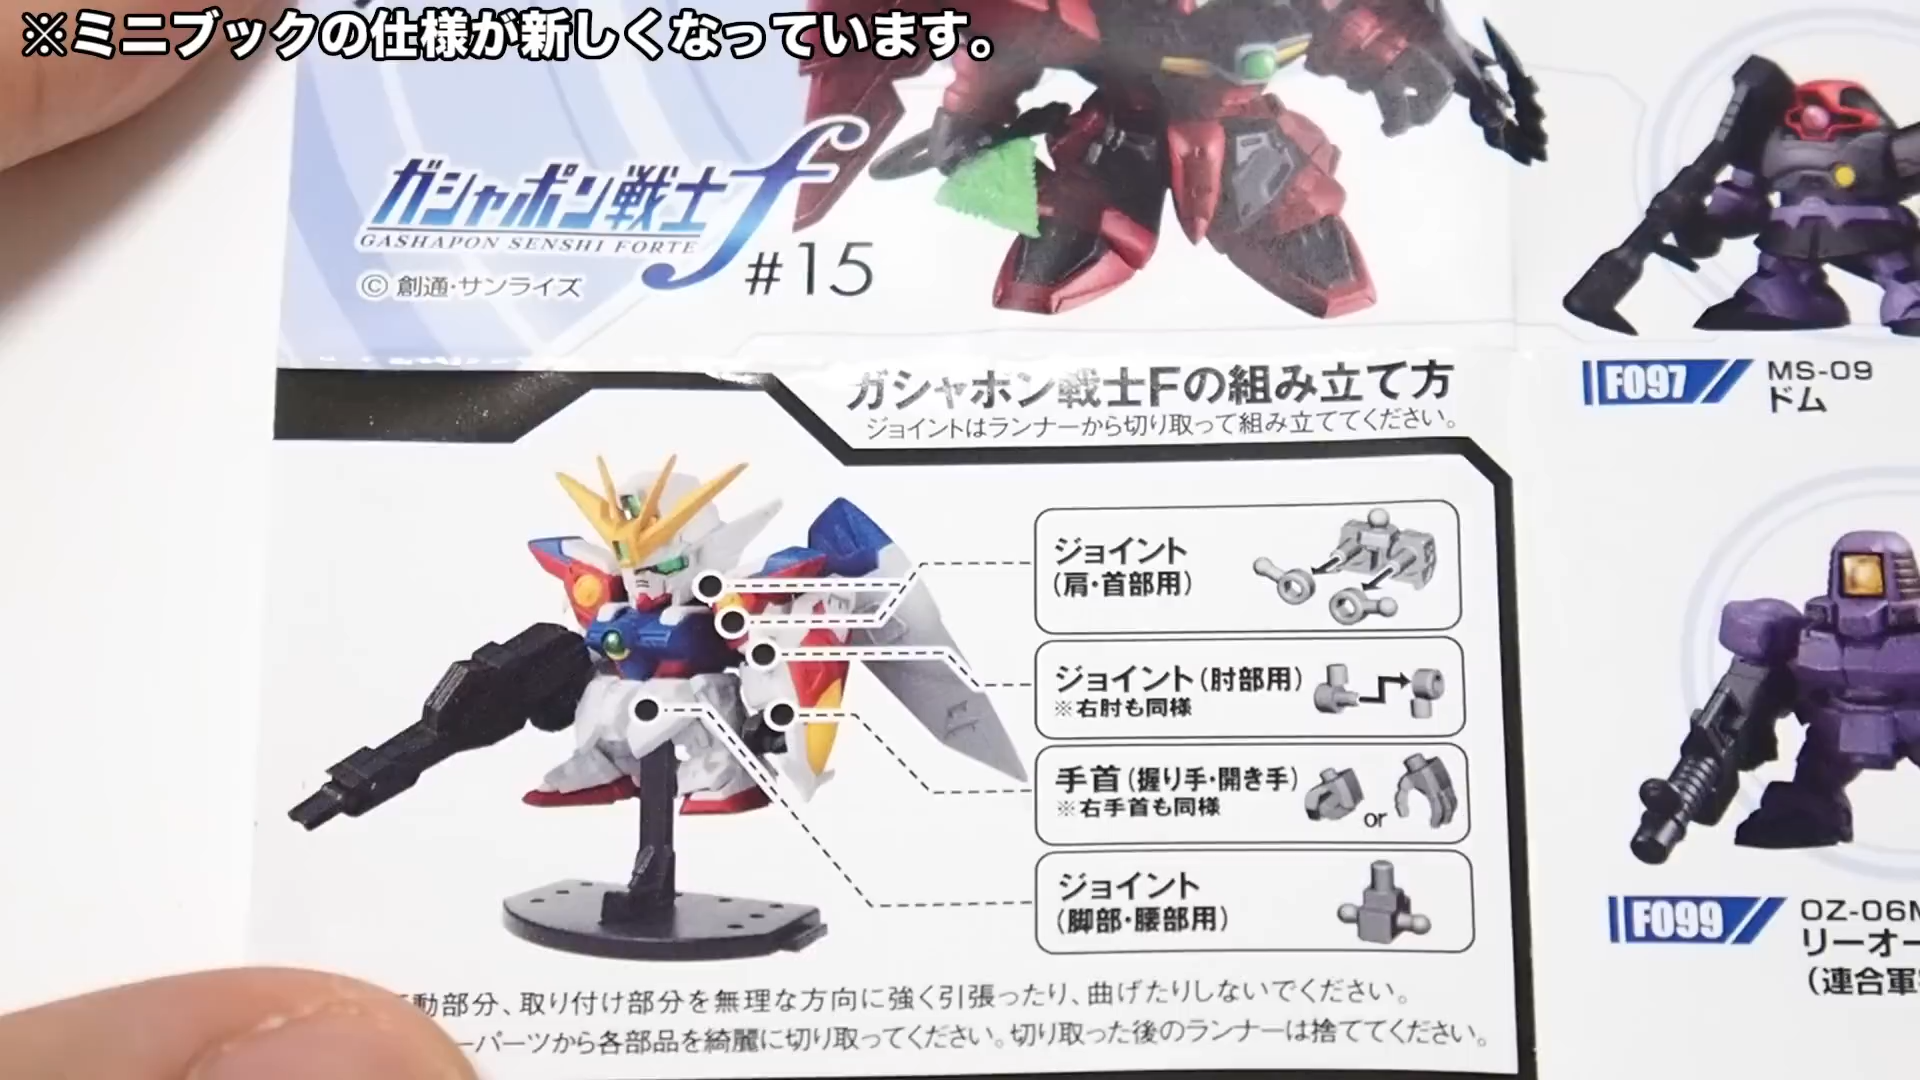 ※ミニブックの仕様が新しくなっています。
ガシャポン戦士f
GASHAPON SENSHI FORTE
#15
© 創通・サンライズ
ガシャポン戦士Fの組み立て方
ジョイントはランナーから切り取って組み立ててください。
ジョイント
(肩・首部用)
ジョイント(肘部用)
※右肘も同様
手首(握り手・開き手)
※右手首も同様
or
ジョイント
(脚部・腰部用)
動部分、取り付け部分を無理な方向に強く引張ったり、曲げたりしないでください。
ーパーツから各部品を綺麗に切り取ってください。切り取った後のランナーは捨ててください。
F097
MS-09
ドム
F099
OZ-06M
リーオー
(連合軍